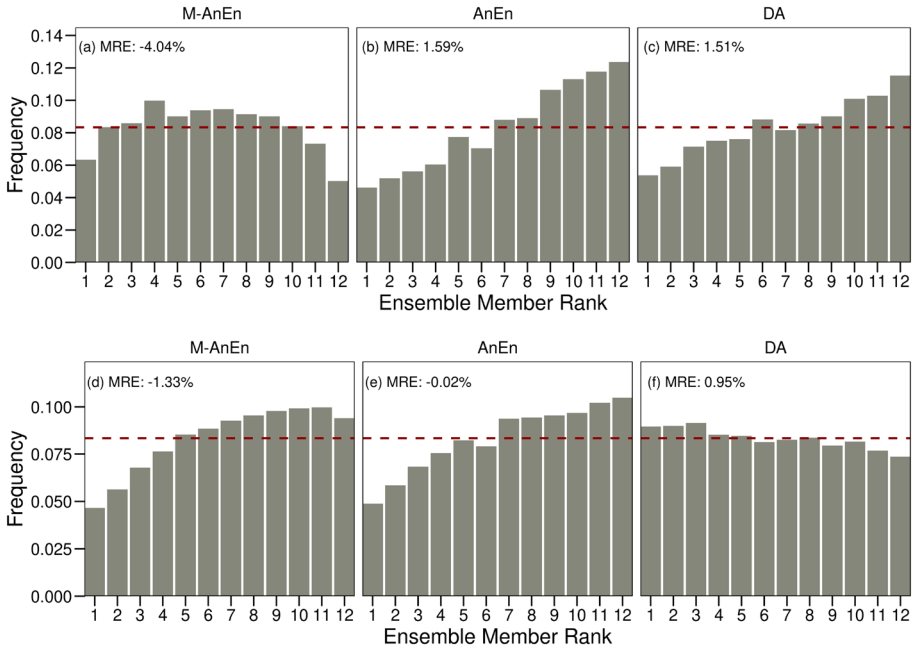 M-AnEn AnEn DA
(a) MRE: -4.04% (b) MRE: 1.59% (c) MRE: 1.51%
Frequency
0.14
0.12
0.10
0.08
0.06
0.04
0.02
0.00
1 2 3 4 5 6 7 8 9 10 11 12 1 2 3 4 5 6 7 8 9 10 11 12 1 2 3 4 5 6 7 8 9 10 11 12
Ensemble Member Rank
M-AnEn AnEn DA
(d) MRE: -1.33% (e) MRE: -0.02% (f) MRE: 0.95%
Frequency
0.100
0.075
0.050
0.025
0.000
1 2 3 4 5 6 7 8 9 10 11 12 1 2 3 4 5 6 7 8 9 10 11 12 1 2 3 4 5 6 7 8 9 10 11 12
Ensemble Member Rank